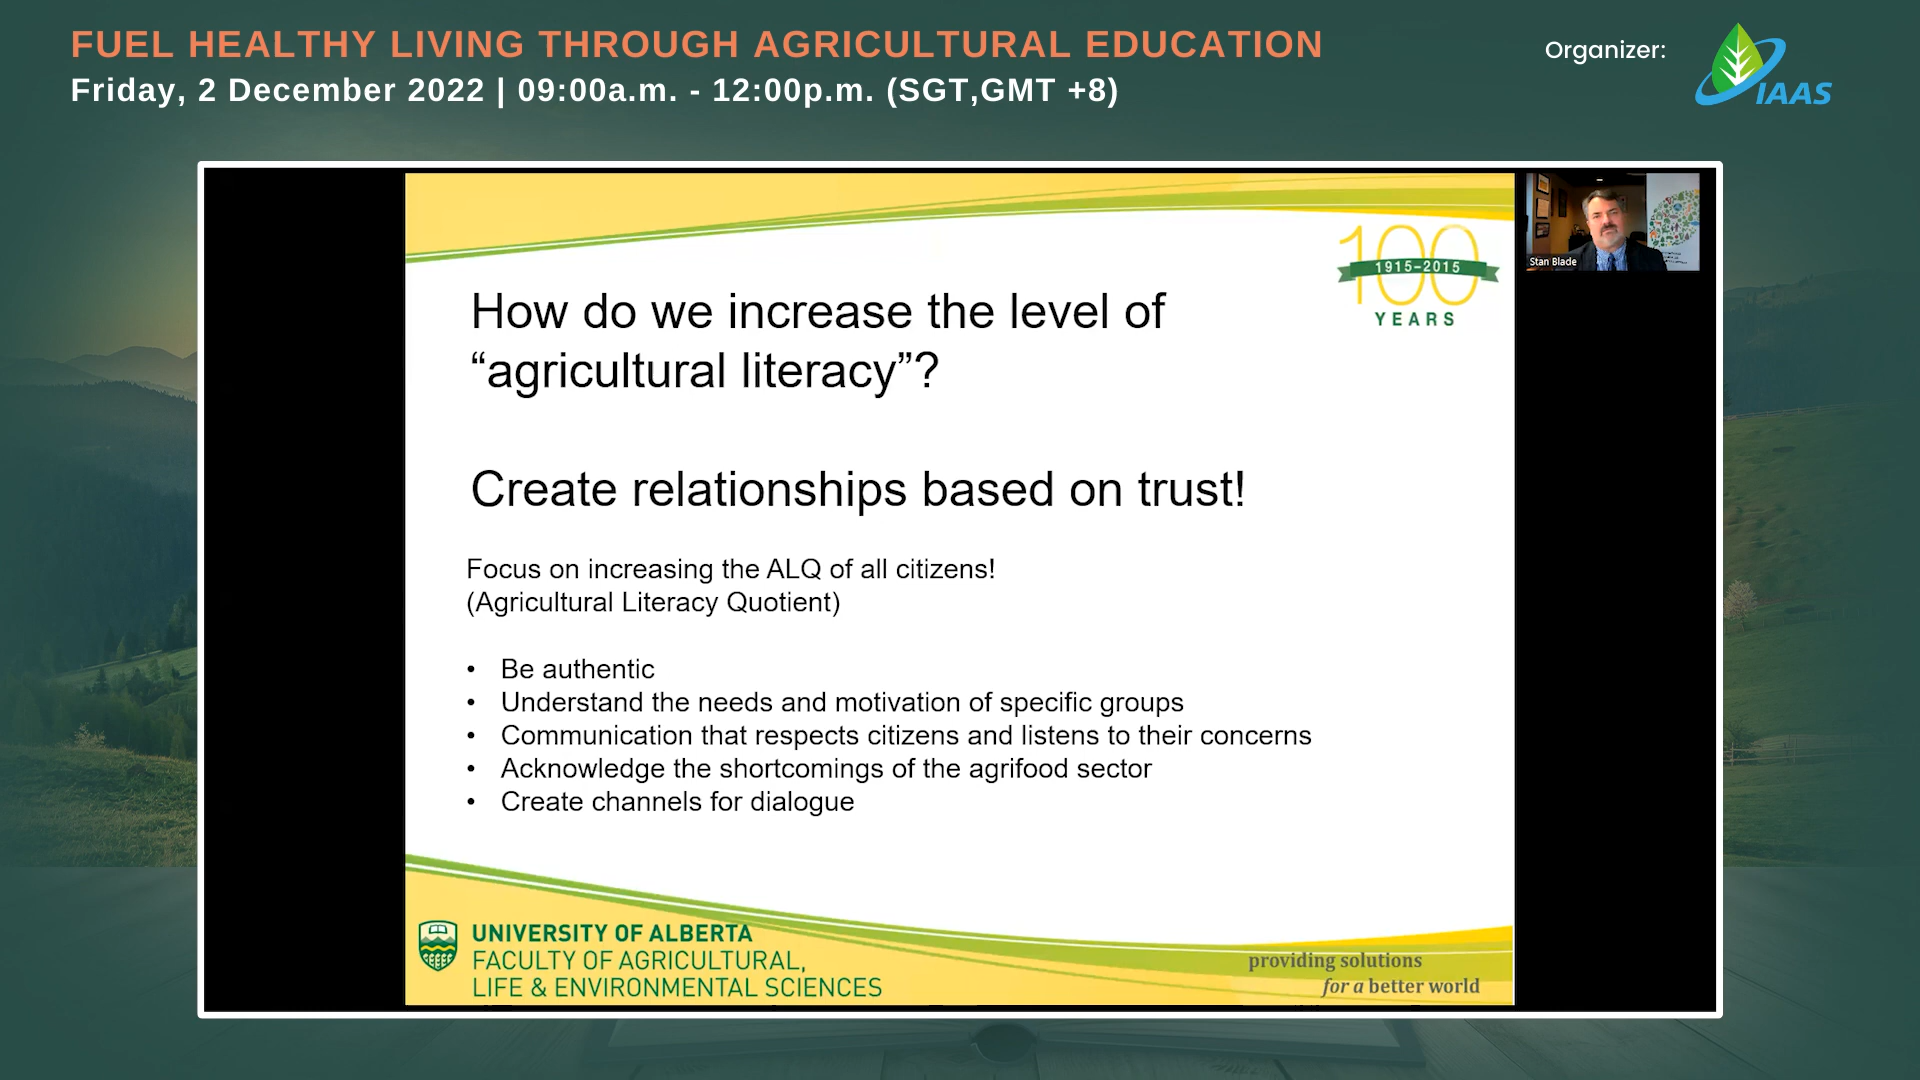 FUEL HEALTHY LIVING THROUGH AGRICULTURAL EDUCATION
Friday, 2 December 2022 | 09:00a.m. - 12:00p.m. (SGT,GMT +8)
Organizer:
IAAS
100
1915-2015
YEARS
Stan Blade
How do we increase the level of
“agricultural literacy”?
Create relationships based on trust!
Focus on increasing the ALQ of all citizens!
(Agricultural Literacy Quotient)
• Be authentic
• Understand the needs and motivation of specific groups
• Communication that respects citizens and listens to their concerns
• Acknowledge the shortcomings of the agrifood sector
• Create channels for dialogue
UNIVERSITY OF ALBERTA
FACULTY OF AGRICULTURAL,
LIFE & ENVIRONMENTAL SCIENCES
providing solutions
for a better world